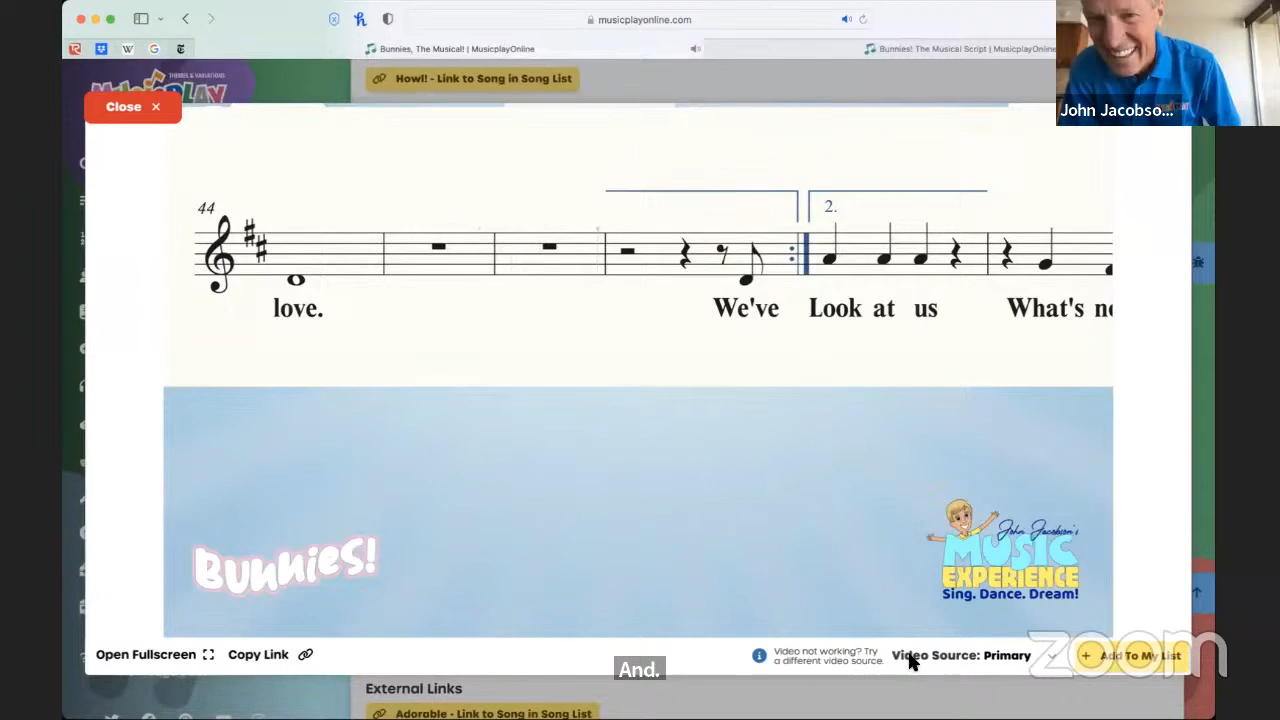 musicplayonline.com
Bunnies, The Musical! | MusicplayOnline
Bunnies! The Musical Script | MusicplayOnline
THEMES & VARIATIONS
MusicPLAY
Howl! - Link to Song in Song List
Close ×
John Jacobso...
44
2.
love. We've Look at us What's
BUNNIES!
John Jacobson's
MUSIC
EXPERIENCE
Sing. Dance. Dream!
Open Fullscreen
Copy Link
Video not working? Try
a different video source.
Video Source: Primary
+ Add To My List
zoom
And.
External Links
Adorable - Link to Song in Song List